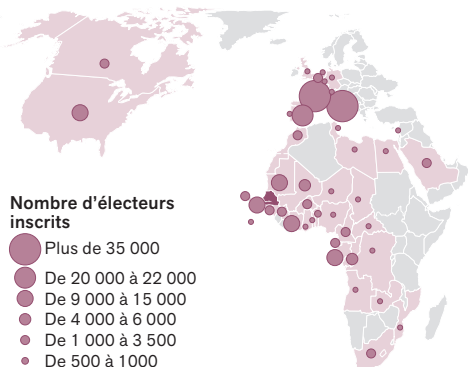 Nombre d’électeurs
inscrits
Plus de 35 000
De 20 000 à 22 000
De 9 000 à 15 000
De 4 000 à 6 000
De 1 000 à 3 500
De 500 à 1000